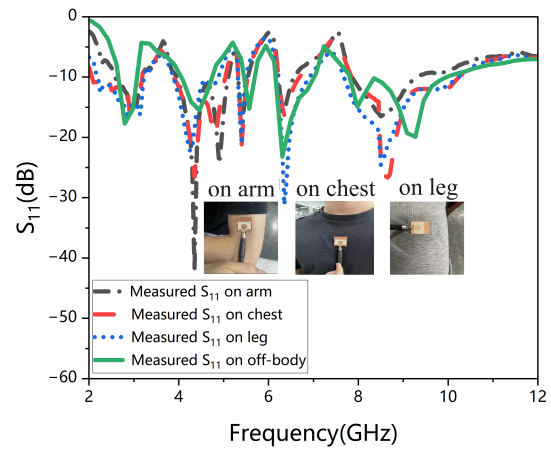 0
−10
−20
−30
−40
−50
−60
S11(dB)
on arm on chest on leg
Measured S11 on arm
Measured S11 on chest
Measured S11 on leg
Measured S11 on off-body
2 4 6 8 10 12
Frequency(GHz)